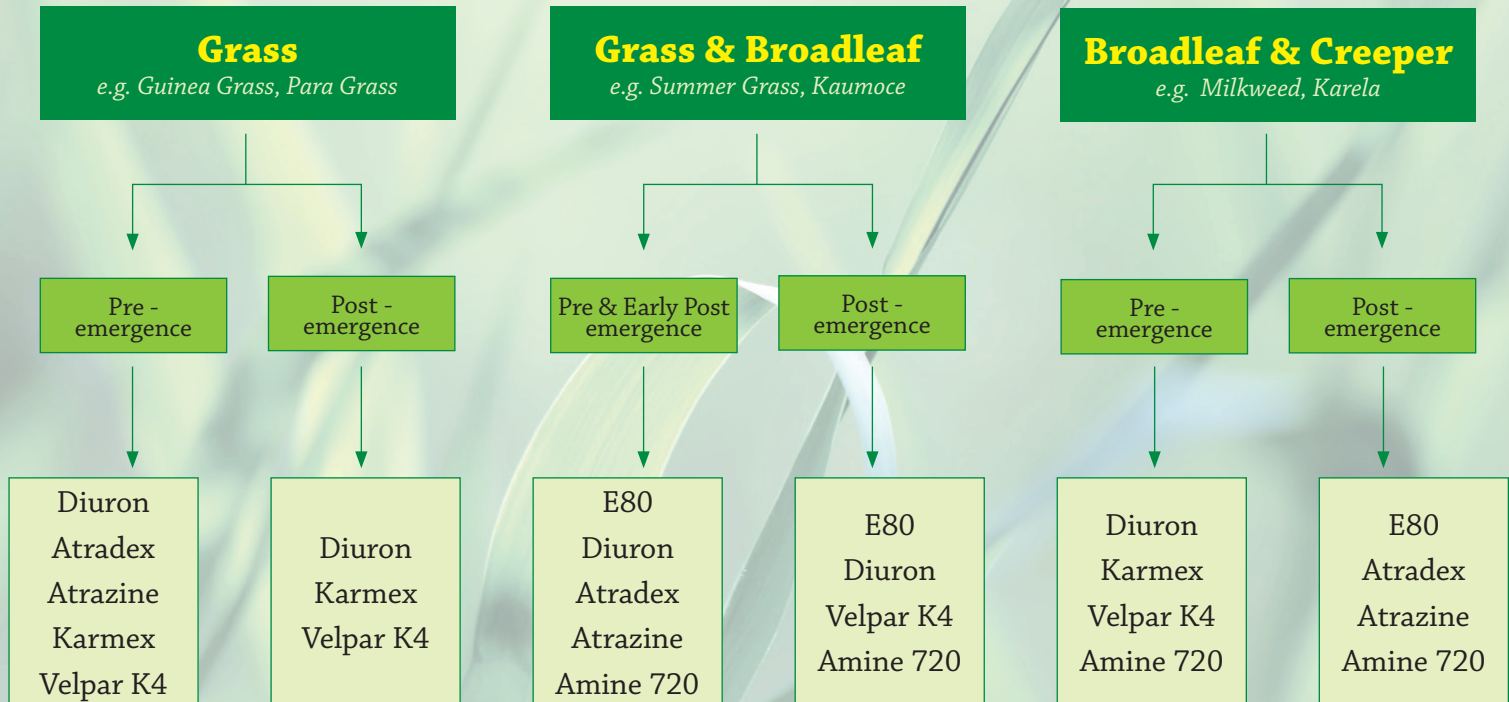 Grass
e.g. Guinea Grass, Para Grass
Grass & Broadleaf
e.g. Summer Grass, Kaumoce
Broadleaf & Creeper
e.g. Milkweed, Karela
Pre -
emergence
Post -
emergence
Pre & Early Post
emergence
Post -
emergence
Pre -
emergence
Post -
emergence
Diuron
Atradex
Atrazine
Karmex
Velpar K4
Diuron
Karmex
Velpar K4
E80
Diuron
Atradex
Atrazine
Amine 720
E80
Diuron
Velpar K4
Amine 720
Diuron
Karmex
Velpar K4
Amine 720
E80
Atradex
Atrazine
Amine 720